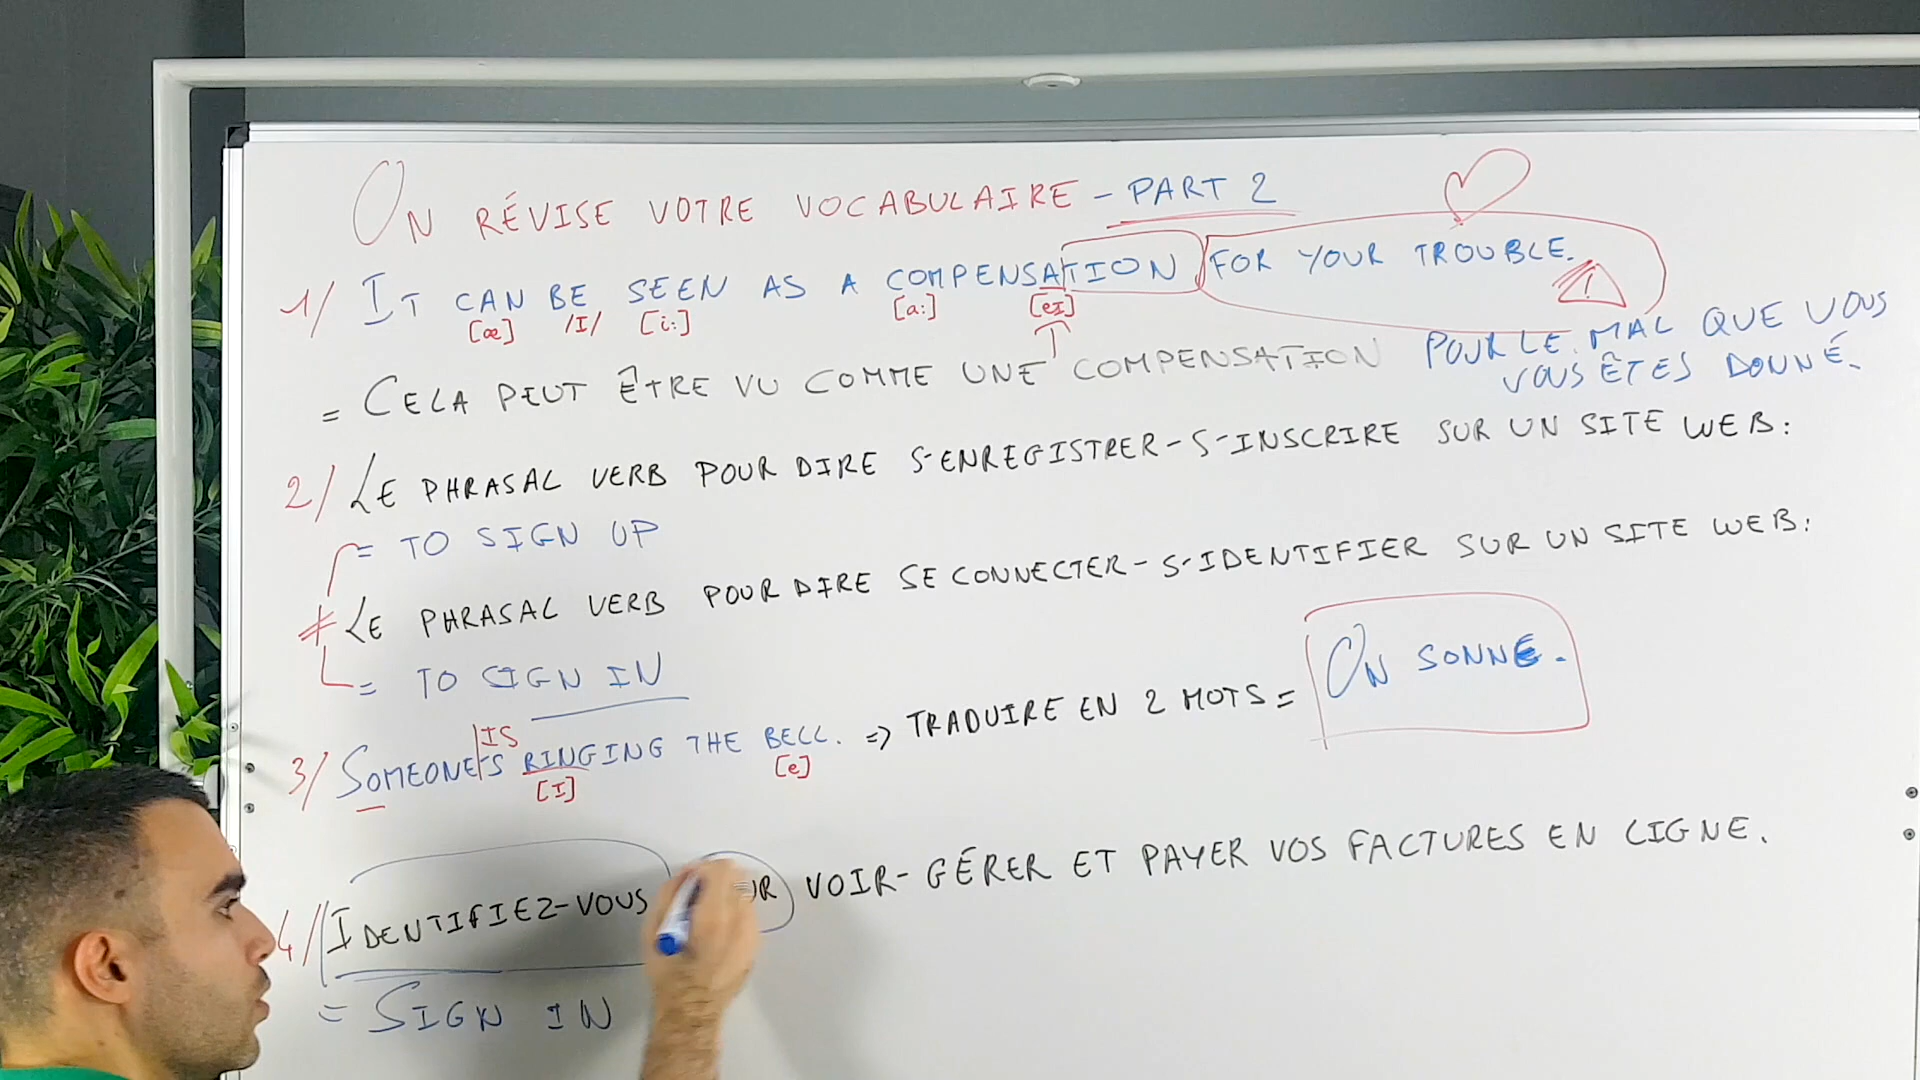 ON RÉVISE VOTRE VOCABULAIRE - PART 2
1/ IT CAN BE SEEN AS A COMPENSATION FOR YOUR TROUBLE.
[æ] /I/ [i:] [a:] [eI] !
= CELA PEUT ÊTRE VU COMME UNE COMPENSATION POUR LE MAL QUE VOUS
VOUS ÊTES DONNÉ.
2/ LE PHRASAL VERB POUR DIRE S'ENREGISTRER - S'INSCRIRE SUR UN SITE WEB:
= TO SIGN UP
≠ LE PHRASAL VERB POUR DIRE SE CONNECTER - S'IDENTIFIER SUR UN SITE WEB:
= TO SIGN IN
IS
3/ SOMEONE'S RINGING THE BELL. => TRADUIRE EN 2 MOTS = ON SONNE.
[I] [e]
4/ IDENTIFIEZ-VOUS VOIR - GÉRER ET PAYER VOS FACTURES EN LIGNE.
= SIGN IN